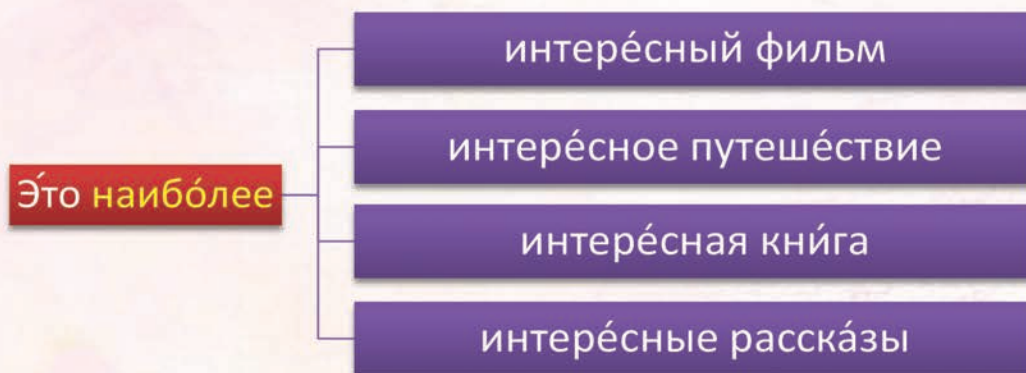 Э́то наибо́лее
интере́сный фильм
интере́сное путеше́ствие
интере́сная кни́га
интере́сные расска́зы